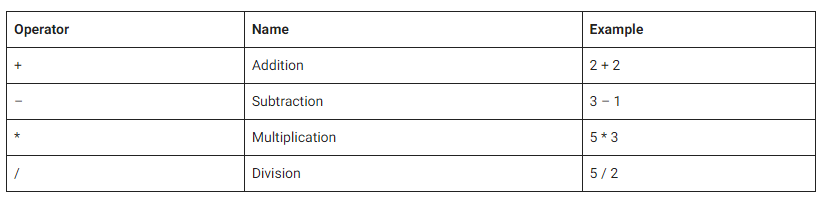 Operator Name Example
+ Addition 2 + 2
– Subtraction 3 – 1
* Multiplication 5 * 3
/ Division 5 / 2